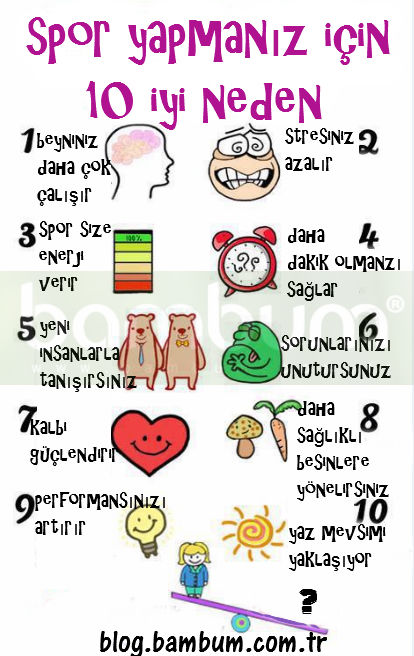 Spor yapmanız için
10 iyi neden
1 beyniniz
daha çok
çalışır
Stresiniz 2
azalır
3 Spor size
enerji
verir
100%
daha 4
dakik olmanızı
sağlar
5 yeni
insanlarla
tanışırsınız
6
sorunlarınızı
unutursunuz
7 Kalbi
güçlendirir
daha 8
sağlıklı
besinlere
yönelirsiniz
9 performansınızı
artırır
10
yaz mevsimi
yaklaşıyor
?
bambum®
blog.bambum.com.tr